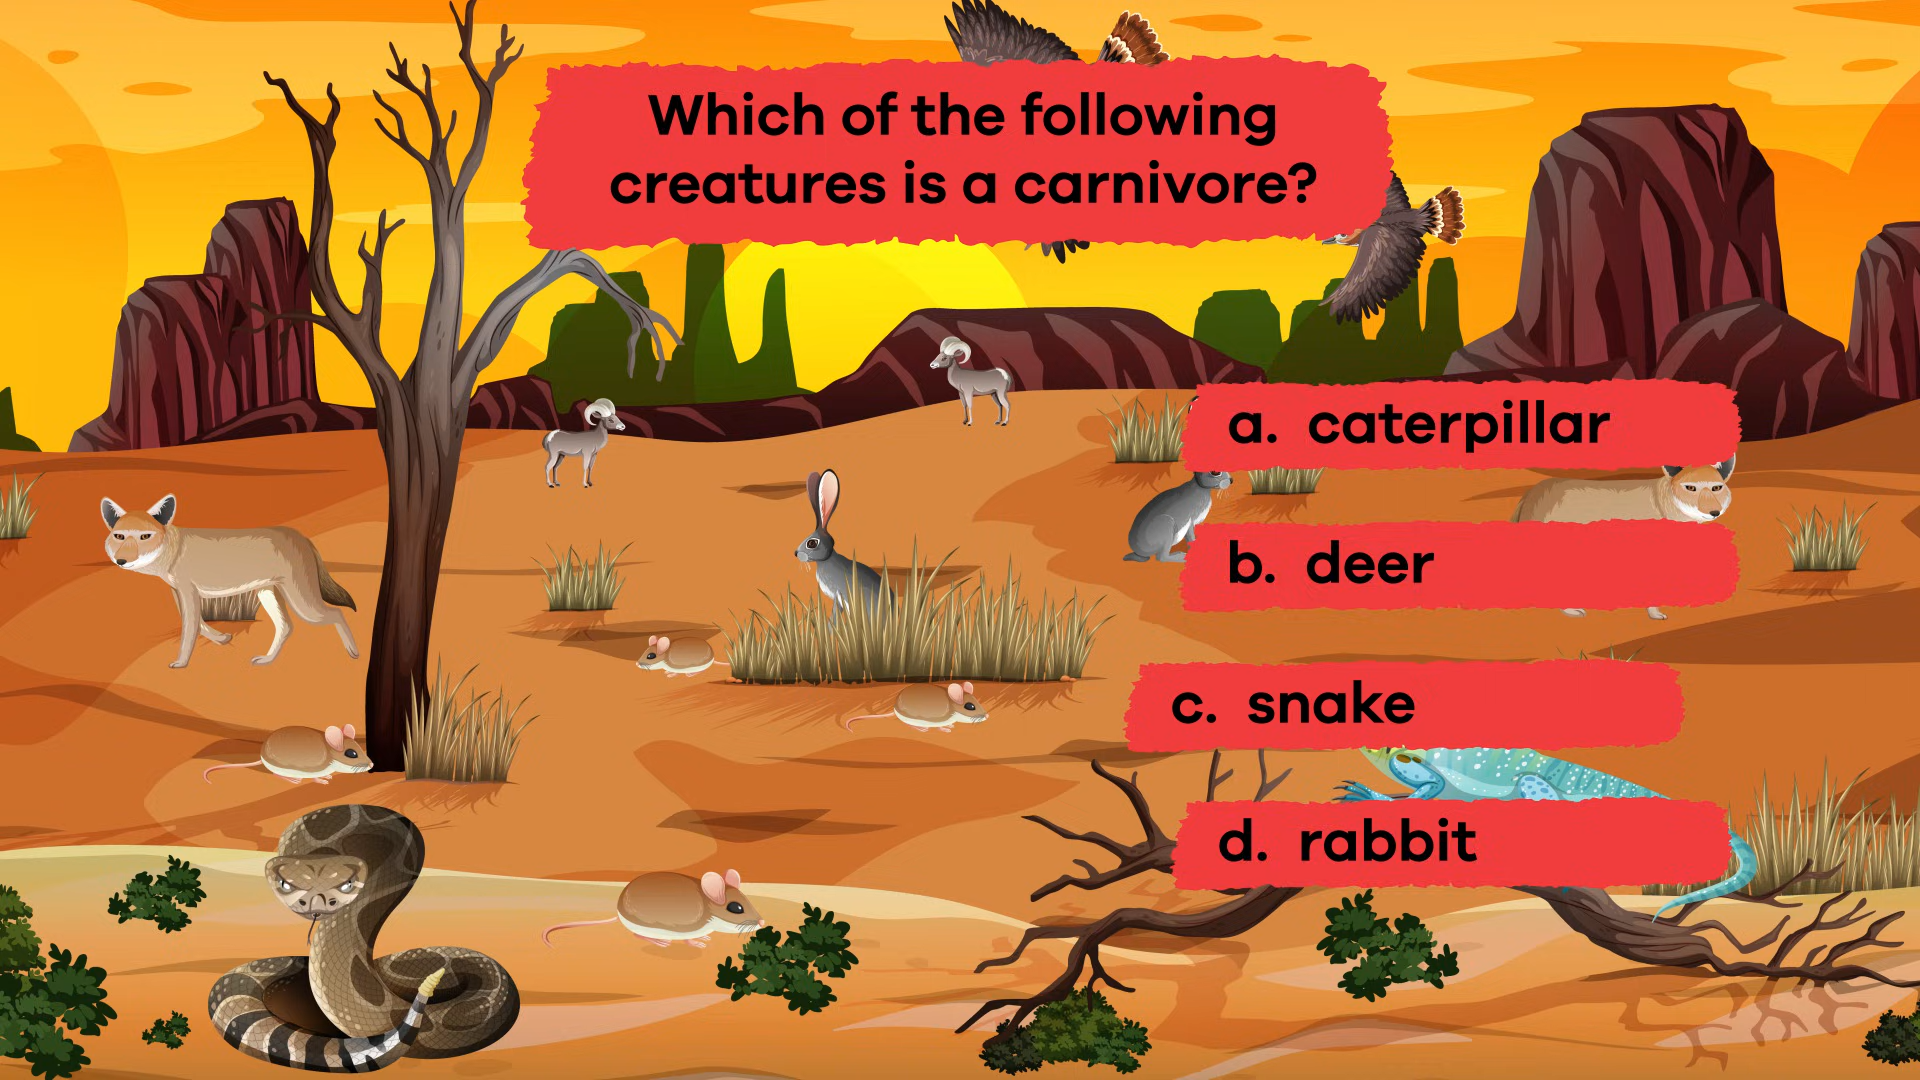 Which of the following
creatures is a carnivore?
a. caterpillar
b. deer
c. snake
d. rabbit